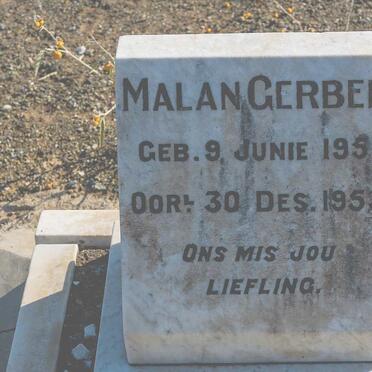 MALAN GERBE
GEB. 9 JUNIE 195
OORL. 30 DES. 195
ONS MIS JOU
LIEFLING.